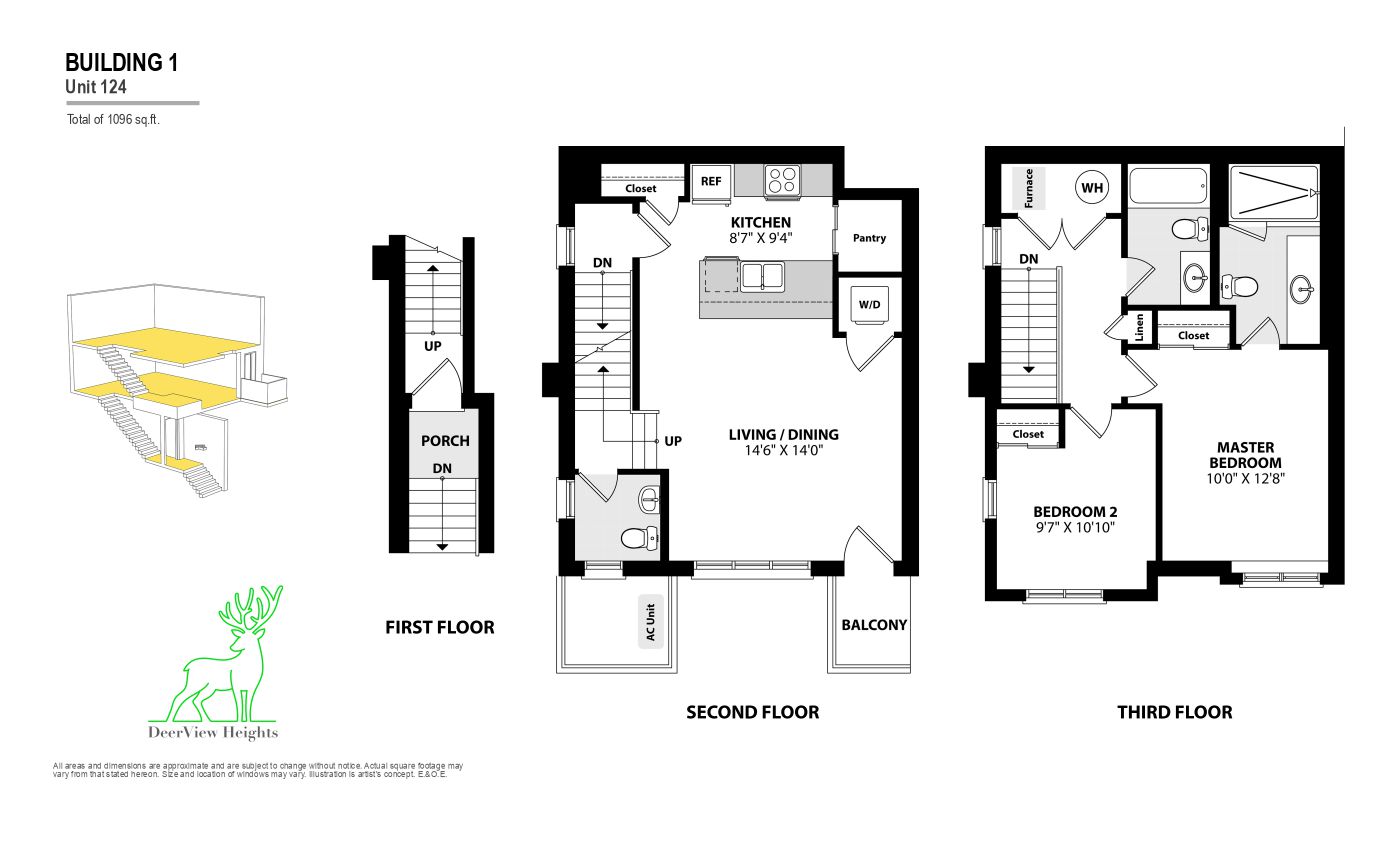 BUILDING 1
Unit 124
Total of 1096 sq.ft.
UP
PORCH
DN
FIRST FLOOR
Closet
REF
KITCHEN
8'7" X 9'4"
Pantry
DN
W/D
UP
LIVING / DINING
14'6" X 14'0"
AC Unit
BALCONY
SECOND FLOOR
Furnace
WH
DN
Linen
Closet
Closet
MASTER
BEDROOM
10'0" X 12'8"
BEDROOM 2
9'7" X 10'10"
THIRD FLOOR
DeerView Heights
All areas and dimensions are approximate and are subject to change without notice. Actual square footage may
vary from that stated hereon. Size and location of windows may vary. Illustration is artist's concept. E.&O.E.